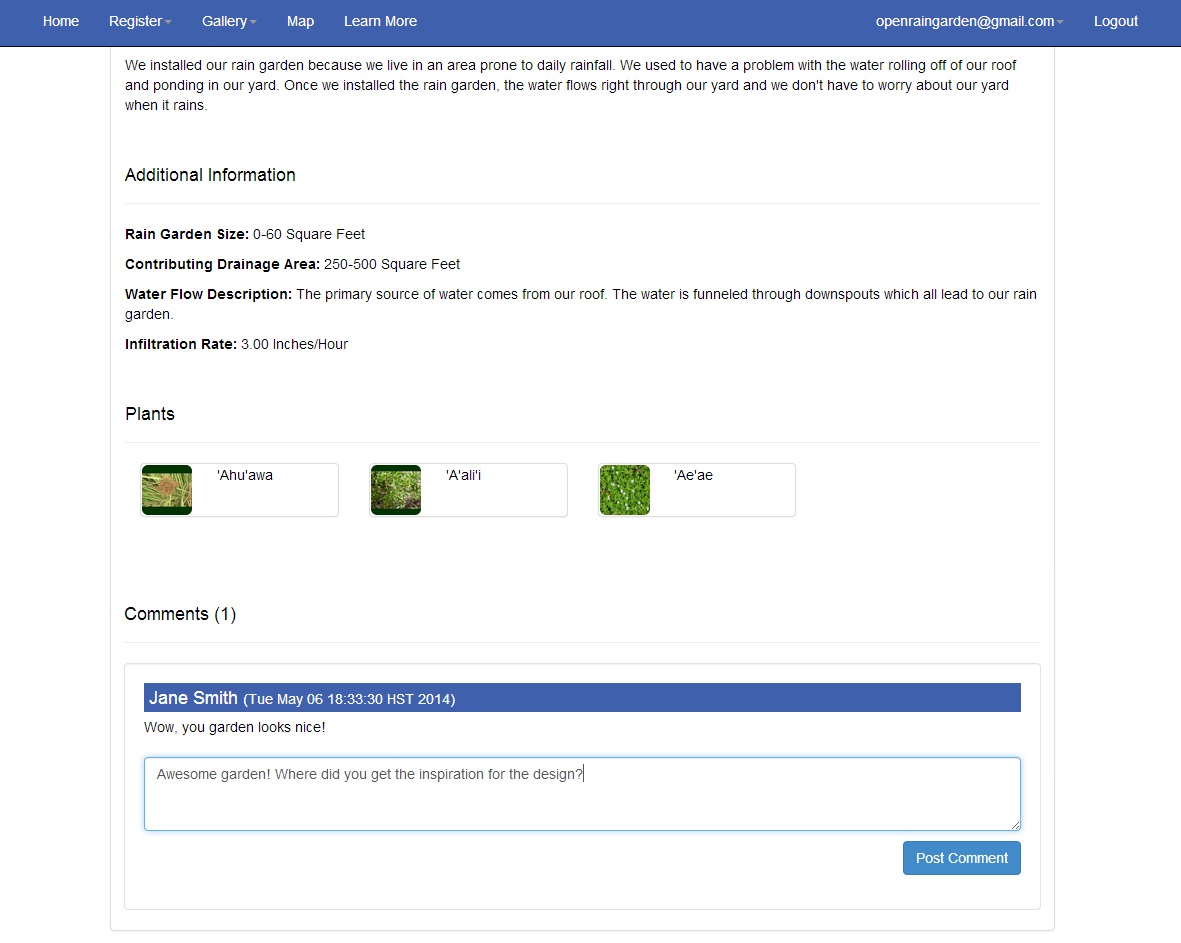 Home Register Gallery Map Learn More openraingarden@gmail.com Logout
We installed our rain garden because we live in an area prone to daily rainfall. We used to have a problem with the water rolling off of our roof
and ponding in our yard. Once we installed the rain garden, the water flows right through our yard and we don't have to worry about our yard
when it rains.
Additional Information
Rain Garden Size: 0-60 Square Feet
Contributing Drainage Area: 250-500 Square Feet
Water Flow Description: The primary source of water comes from our roof. The water is funneled through downspouts which all lead to our rain
garden.
Infiltration Rate: 3.00 Inches/Hour
Plants
'Ahu'awa 'A'ali'i 'Ae'ae
Comments (1)
Jane Smith (Tue May 06 18:33:30 HST 2014)
Wow, you garden looks nice!
Awesome garden! Where did you get the inspiration for the design?
Post Comment